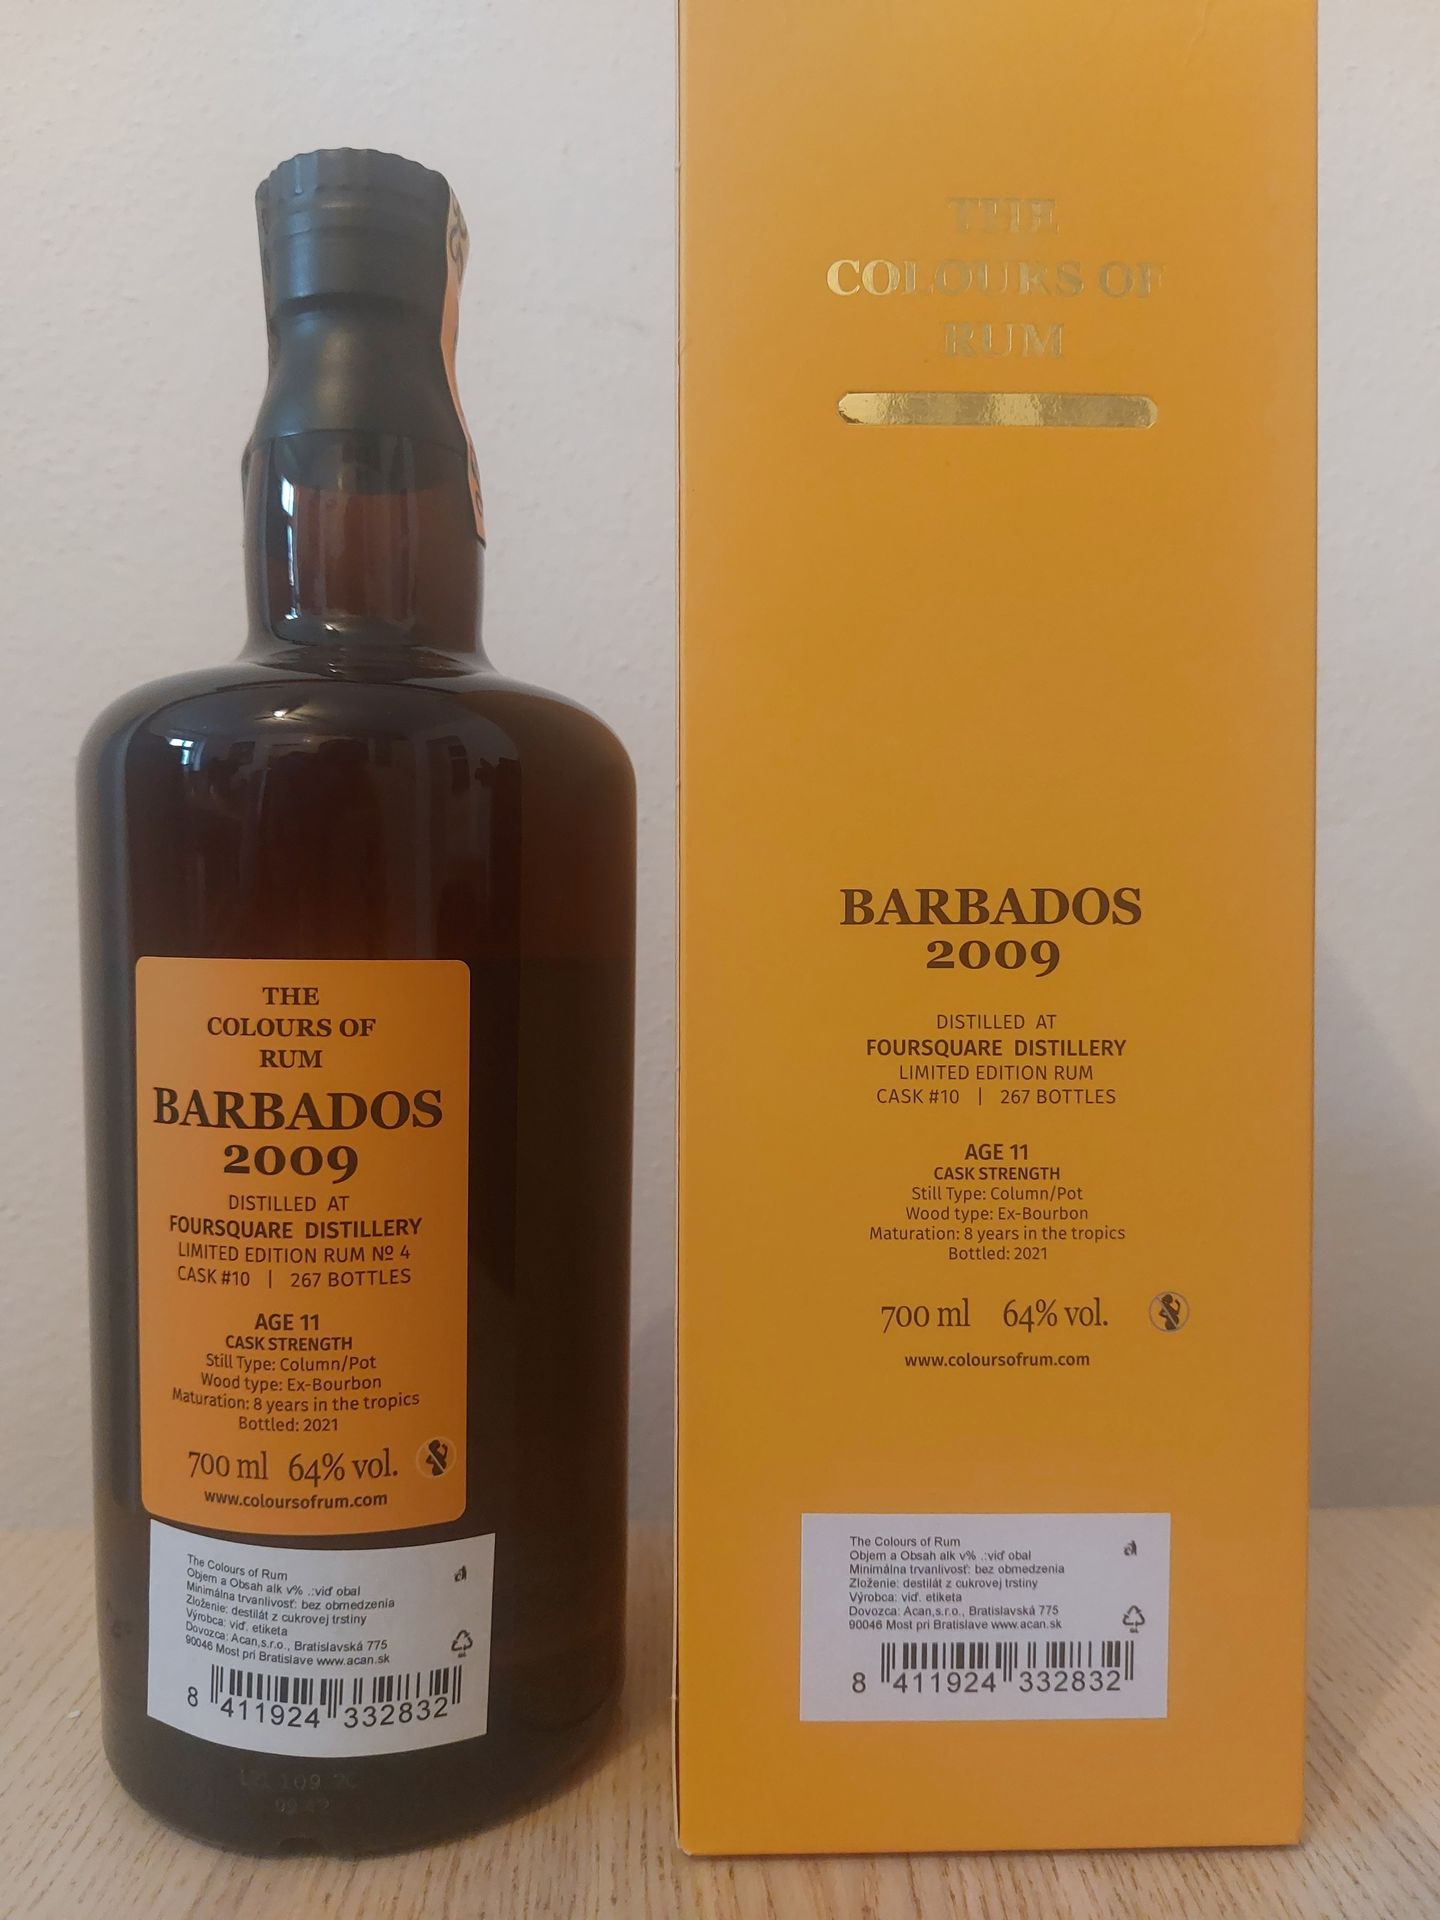 THE
COLOURS OF
RUM
BARBADOS
2009
DISTILLED AT
FOURSQUARE DISTILLERY
LIMITED EDITION RUM Nº 4
CASK #10 | 267 BOTTLES
AGE 11
CASK STRENGTH
Still Type: Column/Pot
Wood type: Ex-Bourbon
Maturation: 8 years in the tropics
Bottled: 2021
700 ml 64% vol.
www.coloursofrum.com
The Colours of Rum
Objem a Obsah alk v% .:viď obal
Minimálna trvanlivosť: bez obmedzenia
Zloženie: destilát z cukrovej trstiny
Výrobca: viď. etiketa
Dovozca: Acan,s.r.o., Bratislavská 775
90046 Most pri Bratislave www.acan.sk
8 411924 332832
THE
COLOURS OF
RUM
BARBADOS
2009
DISTILLED AT
FOURSQUARE DISTILLERY
LIMITED EDITION RUM
CASK #10 | 267 BOTTLES
AGE 11
CASK STRENGTH
Still Type: Column/Pot
Wood type: Ex-Bourbon
Maturation: 8 years in the tropics
Bottled: 2021
700 ml 64% vol.
www.coloursofrum.com
The Colours of Rum
Objem a Obsah alk v% .:viď obal
Minimálna trvanlivosť: bez obmedzenia
Zloženie: destilát z cukrovej trstiny
Výrobca: viď. etiketa
Dovozca: Acan,s.r.o., Bratislavská 775
90046 Most pri Bratislave www.acan.sk
8 411924 332832